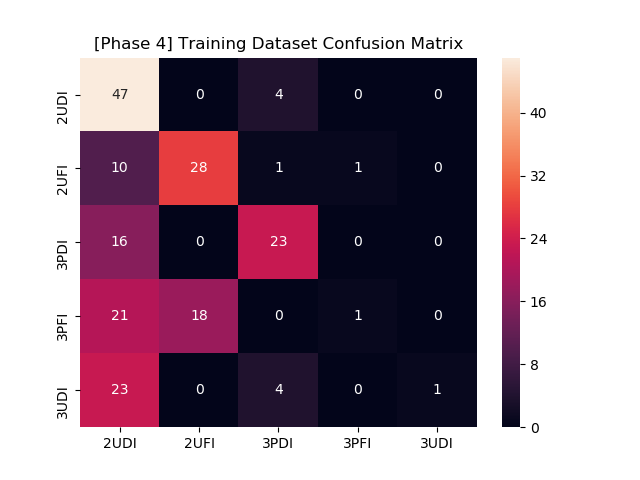 [Phase 4] Training Dataset Confusion Matrix
2UDI 47 0 4 0 0
2UFI 10 28 1 1 0
3PDI 16 0 23 0 0
3PFI 21 18 0 1 0
3UDI 23 0 4 0 1
2UDI 2UFI 3PDI 3PFI 3UDI
40
32
24
16
8
0